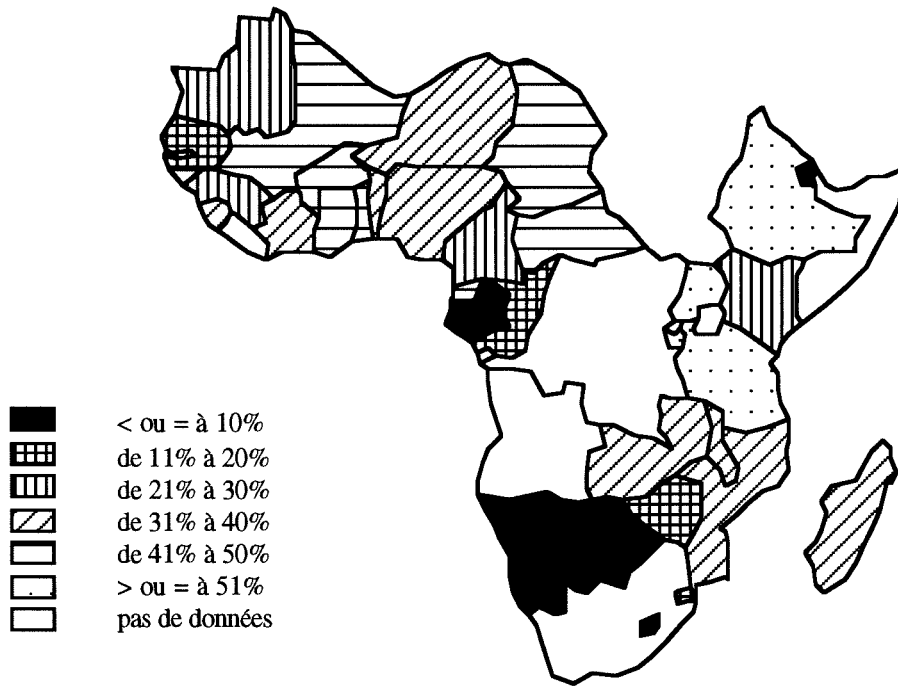 < ou = à 10%
de 11% à 20%
de 21% à 30%
de 31% à 40%
de 41% à 50%
> ou = à 51%
pas de données